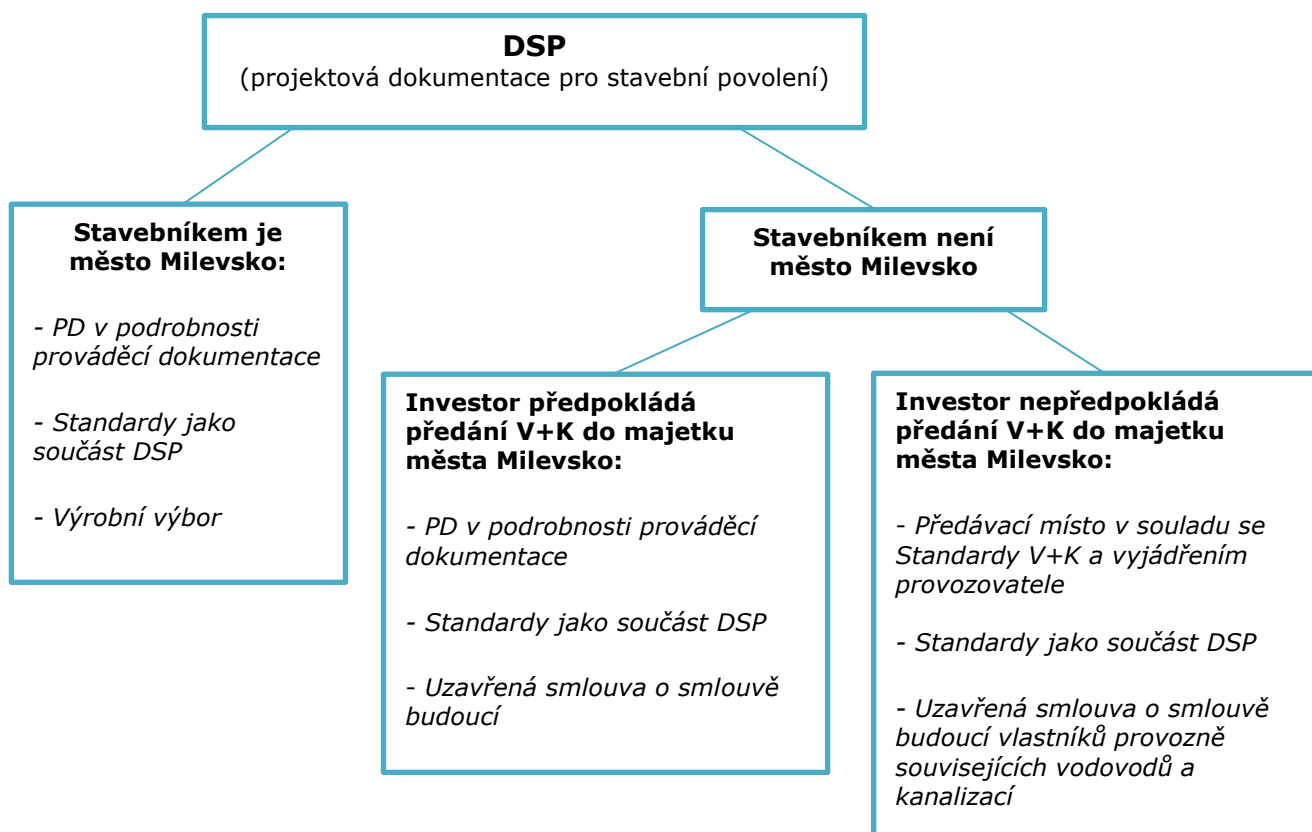 DSP
(projektová dokumentace pro stavební povolení)
Stavebníkem je
město Milevsko:
- PD v podrobnosti
prováděcí dokumentace
- Standardy jako
součást DSP
- Výrobní výbor
Stavebníkem není
město Milevsko
Investor předpokládá
předání V+K do majetku
města Milevsko:
- PD v podrobnosti prováděcí
dokumentace
- Standardy jako součást DSP
- Uzavřená smlouva o smlouvě
budoucí
Investor nepředpokládá
předání V+K do majetku
města Milevsko:
- Předávací místo v souladu se
Standardy V+K a vyjádřením
provozovatele
- Standardy jako součást DSP
- Uzavřená smlouva o smlouvě
budoucí vlastníků provozně
souvisejících vodovodů a
kanalizací